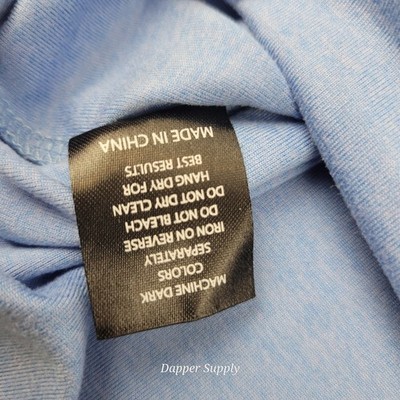 MACHINE DARK
COLORS
SEPARATELY
IRON ON REVERSE
DO NOT BLEACH
DO NOT DRY CLEAN
HANG DRY FOR
BEST RESULTS
MADE IN CHINA
Dapper Supply